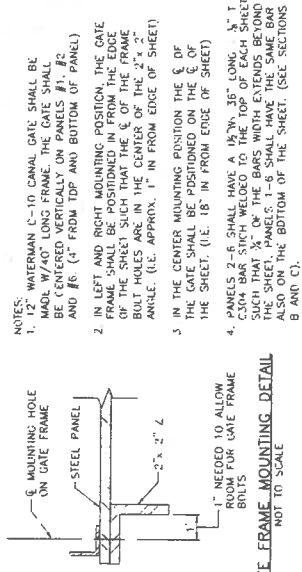 NOTES:
1. 12" WATERMAN C-10 CANAL GATE SHALL BE
MADE W/40" LONG FRAME. THE GATE SHALL
BE CENTERED VERTICALLY ON PANELS #1, #2
AND #6. (4" FROM TOP AND BOTTOM OF PANEL)
2. IN LEFT AND RIGHT MOUNTING POSITION, THE GATE
FRAME SHALL BE POSITIONED IN FROM THE EDGE
OF THE SHEET SUCH THAT THE ℄ OF THE FRAME
BOLT HOLES ARE IN THE CENTER OF THE 2"x 2"
ANGLE. (I.E. APPROX. 1" IN FROM EDGE OF SHEET)
3 IN THE CENTER MOUNTING POSITION THE ℄ OF
THE GATE SHALL BE POSITIONED ON THE ℄ OF
THE SHEET. (I.E. 18" IN FROM EDGE OF SHEET)
4. PANELS 2-6 SHALL HAVE A 1½"W. 36" LONG T
C304 BAR STICH WELDED TO THE TOP OF EACH SHEET
SUCH THAT OF THE BARS WIDTH EXTENDS BEYOND
THE SHEET. PANELS 1-6 SHALL HAVE THE SAME BAR
ALSO ON THE BOTTOM OF THE SHEET. (SEE SECTIONS
B AND C).
℄ MOUNTING HOLE
ON GATE FRAME
STEEL PANEL
2"x 2" ∠
1"
1" NEEDED TO ALLOW
ROOM FOR GATE FRAME
BOLTS
TE FRAME MOUNTING DETAIL
NOT TO SCALE